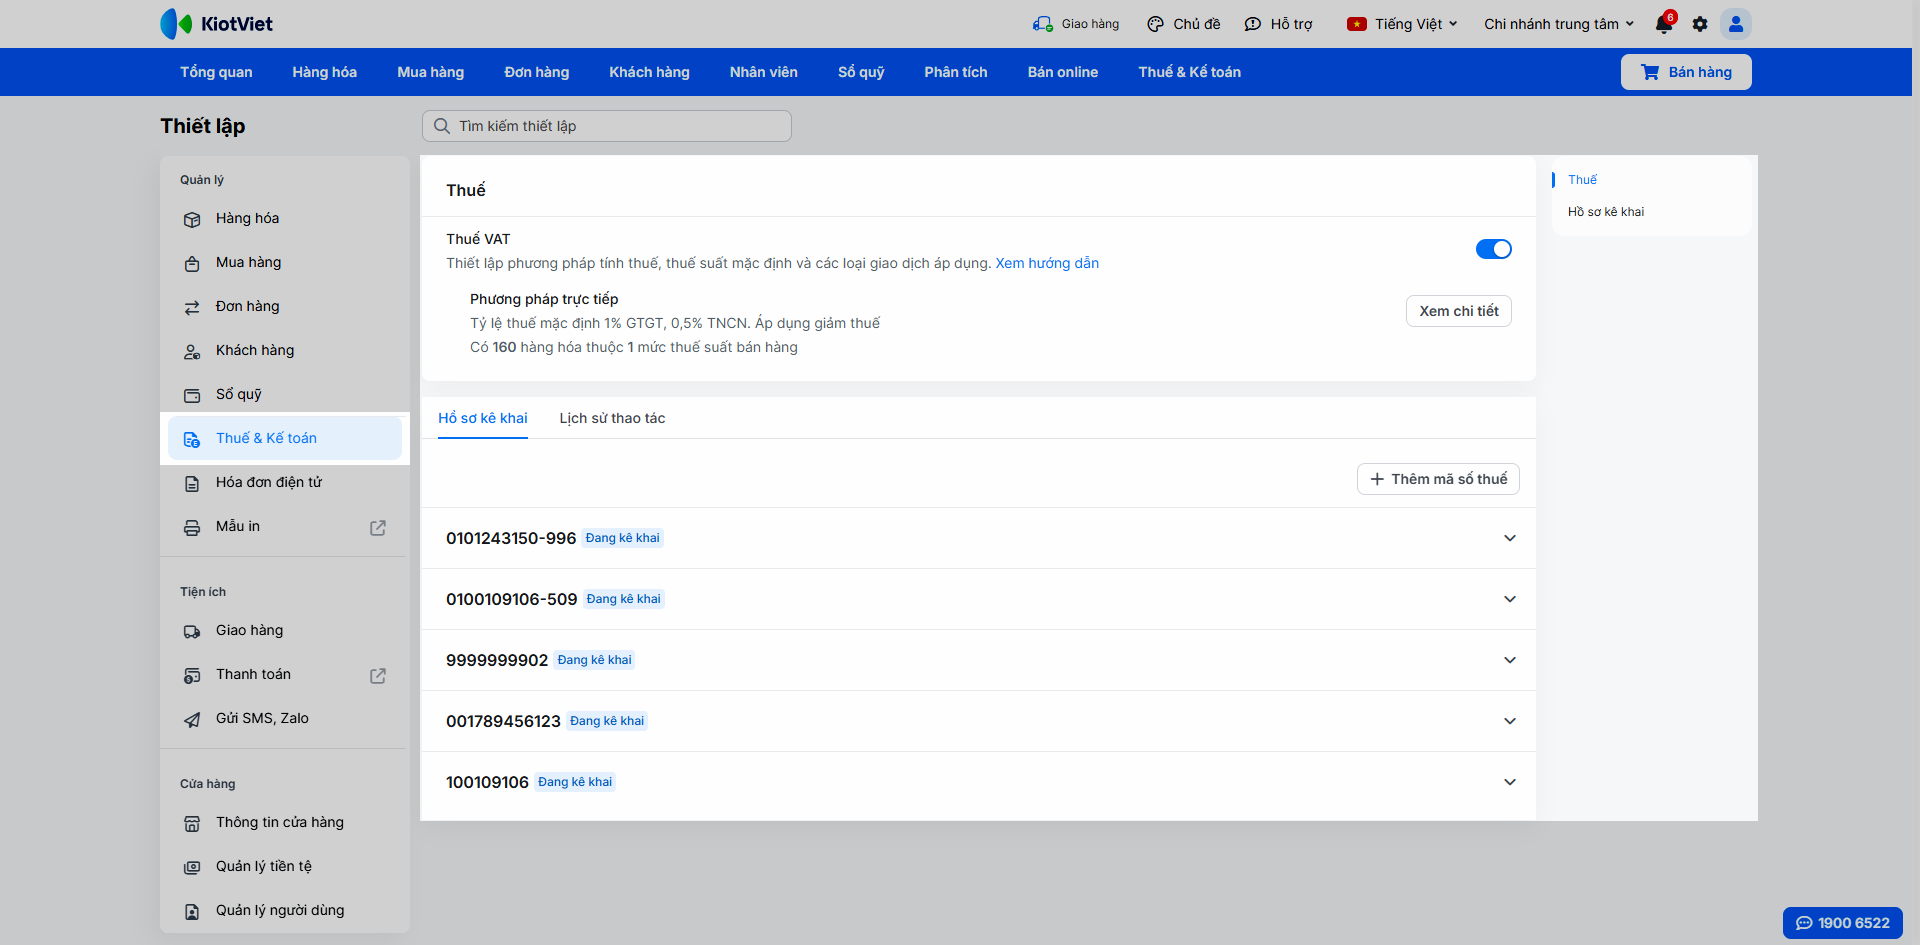 KiotViet
Giao hàng
Chủ đề
Hỗ trợ
Tiếng Việt
Chi nhánh trung tâm
6
Tổng quan
Hàng hóa
Mua hàng
Đơn hàng
Khách hàng
Nhân viên
Sổ quỹ
Phân tích
Bán online
Thuế & Kế toán
Bán hàng
Thiết lập
Tìm kiếm thiết lập
Quản lý
Hàng hóa
Mua hàng
Đơn hàng
Khách hàng
Sổ quỹ
Thuế & Kế toán
Hóa đơn điện tử
Mẫu in
Tiện ích
Giao hàng
Thanh toán
Gửi SMS, Zalo
Cửa hàng
Thông tin cửa hàng
Quản lý tiền tệ
Quản lý người dùng
Thuế
Thuế VAT
Thiết lập phương pháp tính thuế, thuế suất mặc định và các loại giao dịch áp dụng. Xem hướng dẫn
Phương pháp trực tiếp
Tỷ lệ thuế mặc định 1% GTGT, 0,5% TNCN. Áp dụng giảm thuế
Có 160 hàng hóa thuộc 1 mức thuế suất bán hàng
Xem chi tiết
Hồ sơ kê khai
Lịch sử thao tác
Thêm mã số thuế
0101243150-996 Đang kê khai
0100109106-509 Đang kê khai
9999999902 Đang kê khai
001789456123 Đang kê khai
100109106 Đang kê khai
Thuế
Hồ sơ kê khai
1900 6522